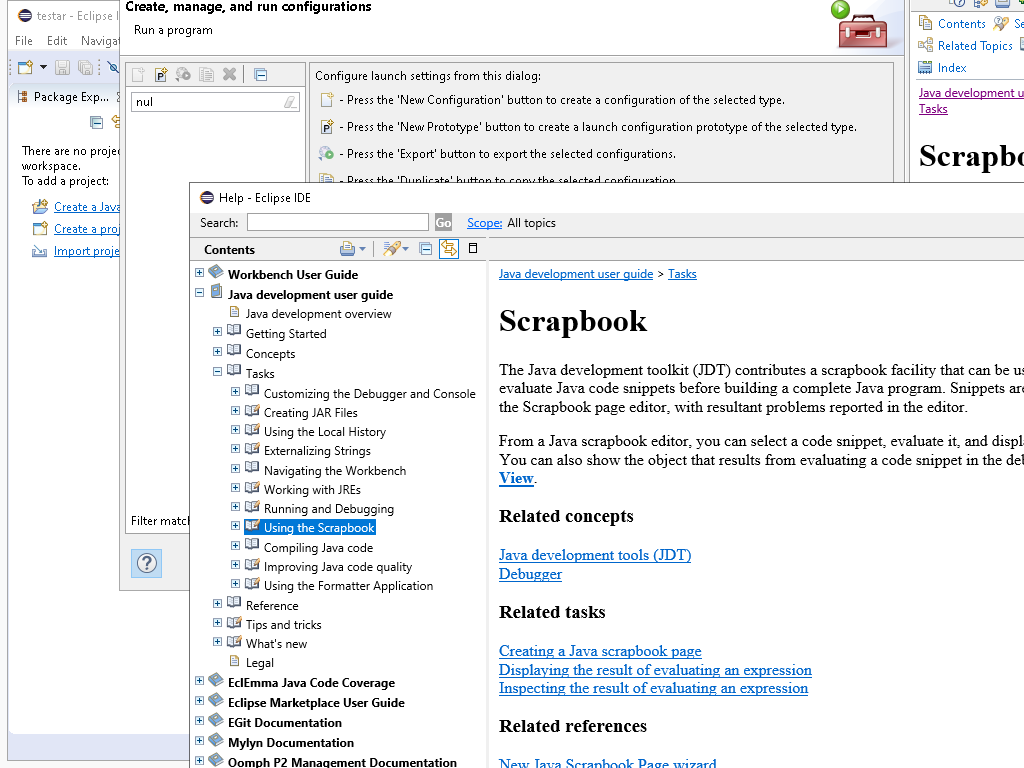 testar - Eclipse I
File Edit Navigat
Package Exp...
There are no projec
workspace.
To add a project:
Create a Java
Create a proj
Import proje
Create, manage, and run configurations
Run a program
nul
Filter match
Configure launch settings from this dialog:
- Press the 'New Configuration' button to create a configuration of the selected type.
- Press the 'New Prototype' button to create a launch configuration prototype of the selected type.
- Press the 'Export' button to export the selected configurations.
- Press the 'Duplicate' button to copy the selected configuration.
Contents Se
Related Topics
Index
Java development u
Tasks
Scrapbo
Help - Eclipse IDE
Search: Go Scope: All topics
Contents
Workbench User Guide
Java development user guide
Java development overview
Getting Started
Concepts
Tasks
Customizing the Debugger and Console
Creating JAR Files
Using the Local History
Externalizing Strings
Navigating the Workbench
Working with JREs
Running and Debugging
Using the Scrapbook
Compiling Java code
Improving Java code quality
Using the Formatter Application
Reference
Tips and tricks
What's new
Legal
EclEmma Java Code Coverage
Eclipse Marketplace User Guide
EGit Documentation
Mylyn Documentation
Oomph P2 Management Documentation
Java development user guide > Tasks
Scrapbook
The Java development toolkit (JDT) contributes a scrapbook facility that can be us
evaluate Java code snippets before building a complete Java program. Snippets are
the Scrapbook page editor, with resultant problems reported in the editor.
From a Java scrapbook editor, you can select a code snippet, evaluate it, and displa
You can also show the object that results from evaluating a code snippet in the deb
View.
Related concepts
Java development tools (JDT)
Debugger
Related tasks
Creating a Java scrapbook page
Displaying the result of evaluating an expression
Inspecting the result of evaluating an expression
Related references
New Java Scrapbook Page wizard